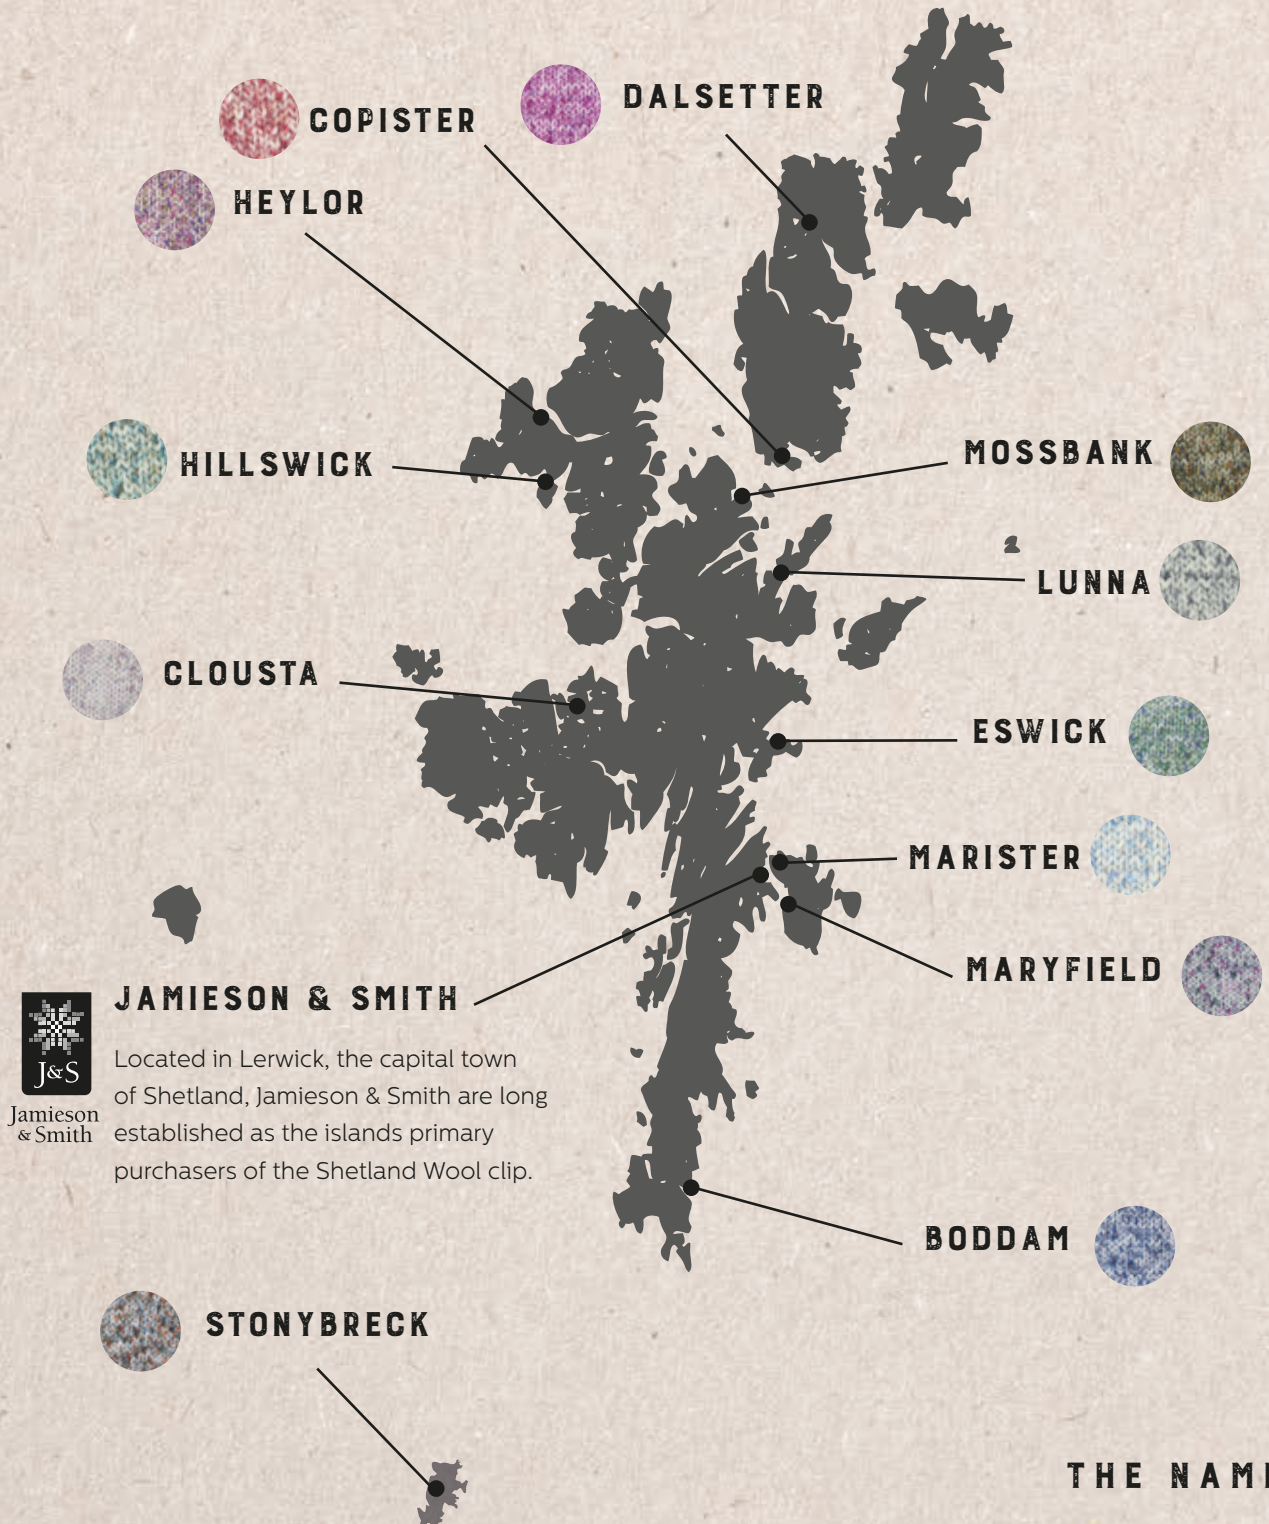 DALSETTER
COPISTER
HEYLOR
HILLSWICK
MOSSBANK
LUNNA
CLOUSTA
ESWICK
MARISTER
MARYFIELD
JAMIESON & SMITH
Located in Lerwick, the capital town
of Shetland, Jamieson & Smith are long
established as the islands primary
purchasers of the Shetland Wool clip.
J&S
Jamieson
& Smith
BODDAM
STONYBRECK
THE